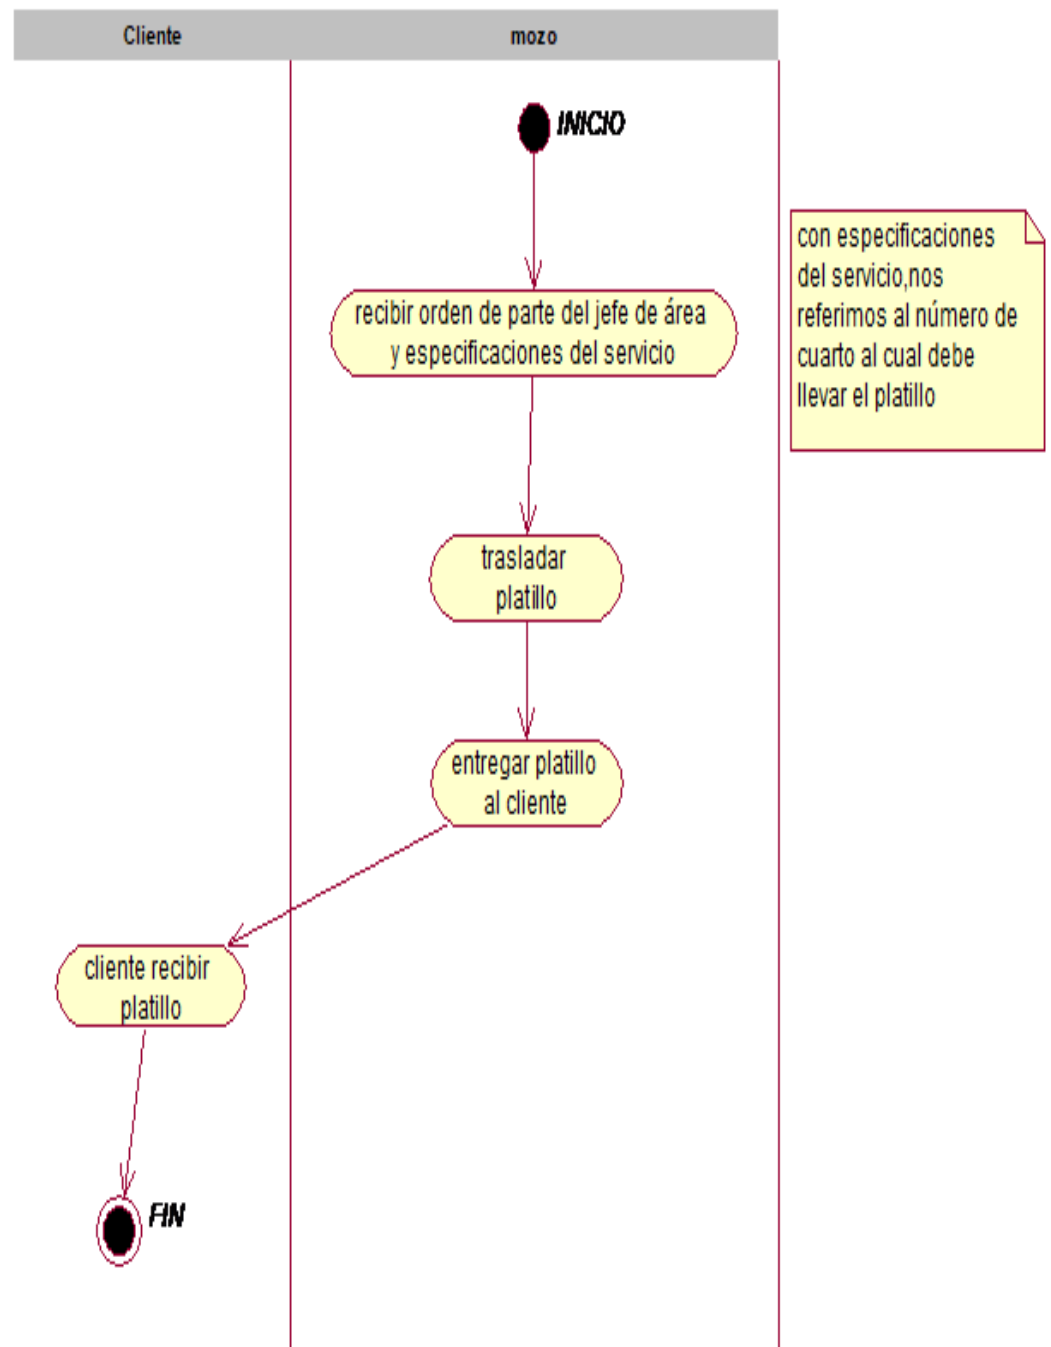 Cliente
mozo
INICIO
recibir orden de parte del jefe de área
y especificaciones del servicio
con especificaciones
del servicio,nos
referimos al número de
cuarto al cual debe
llevar el platillo
trasladar
platillo
entregar platillo
al cliente
cliente recibir
platillo
FIN